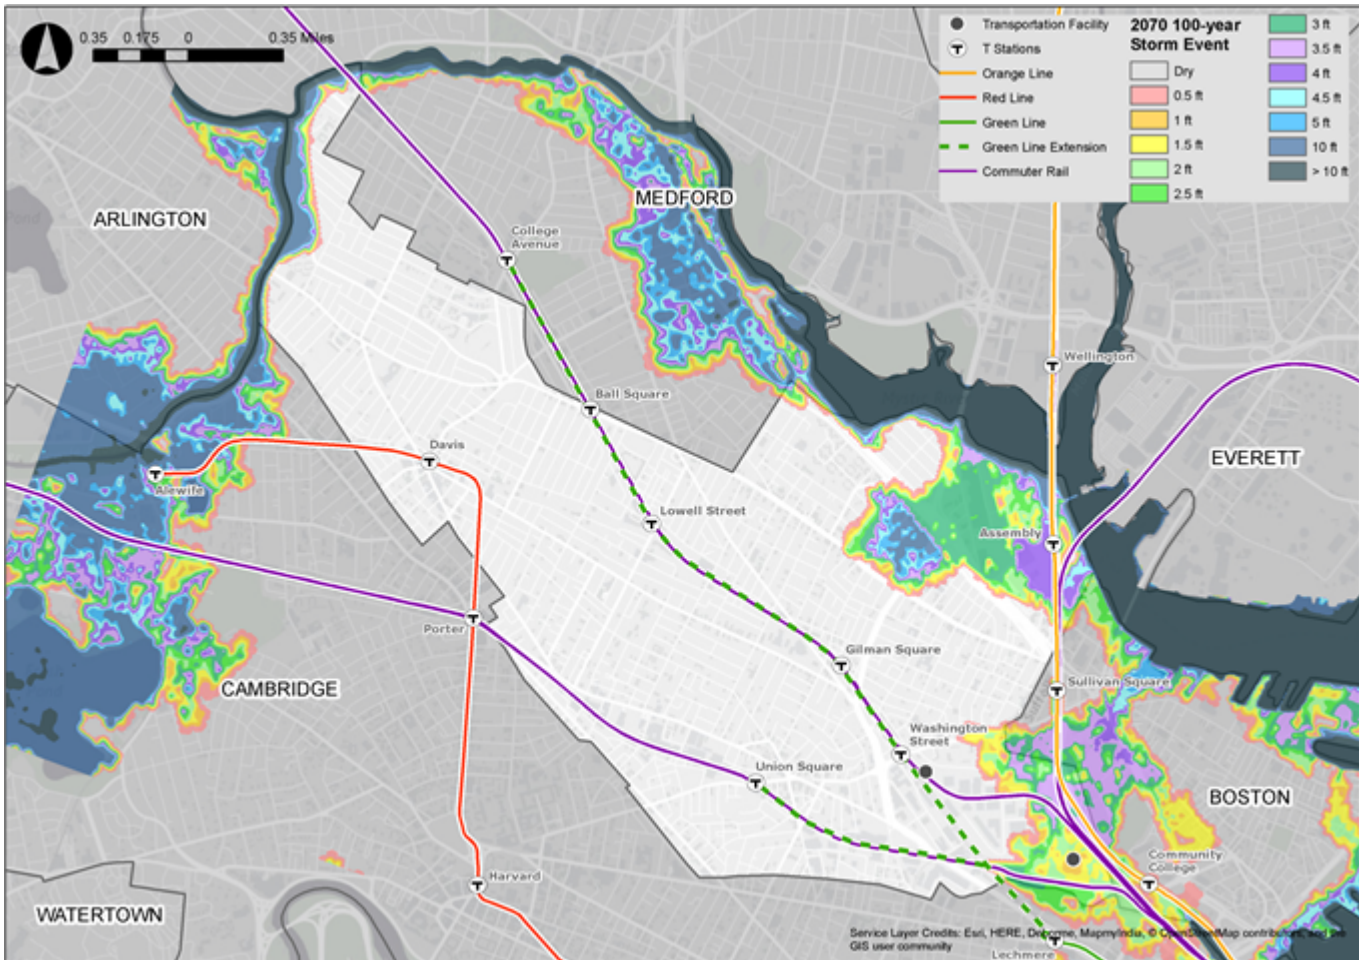 0.35 0.175 0 0.35 Miles
Transportation Facility
T Stations
Orange Line
Red Line
Green Line
Green Line Extension
Commuter Rail
2070 100-year
Storm Event
Dry
0.5 ft
1 ft
1.5 ft
2 ft
2.5 ft
3 ft
3.5 ft
4 ft
4.5 ft
5 ft
10 ft
> 10 ft
MEDFORD
ARLINGTON
College
Avenue
Wellington
Ball Square
EVERETT
Davis
Alewife
Lowell Street
Assembly
Porter
Gilman Square
CAMBRIDGE
Sullivan Square
Washington
Street
Union Square
BOSTON
Community
College
Harvard
WATERTOWN
Service Layer Credits: Esri, HERE, DeLorme, MapmyIndia, © OpenStreetMap contributors, and the
GIS user community
Lechmere